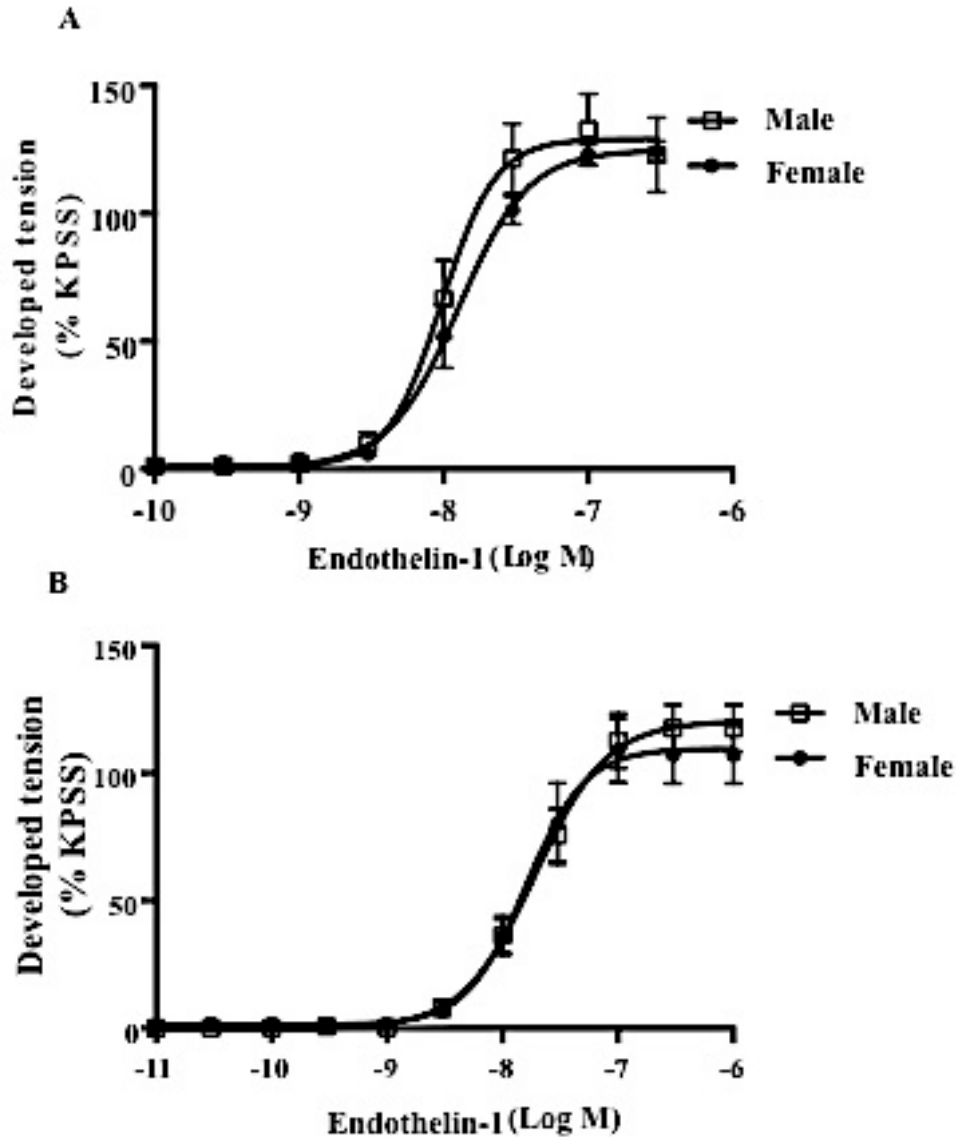 A
150
100
50
0
Developed tension
(% KPSS)
Male
Female
-10
-9
-8
-7
-6
Endothelin-1 (Log M)
B
150
100
50
0
Developed tension
(% KPSS)
Male
Female
-11
-10
-9
-8
-7
-6
Endothelin-1 (Log M)